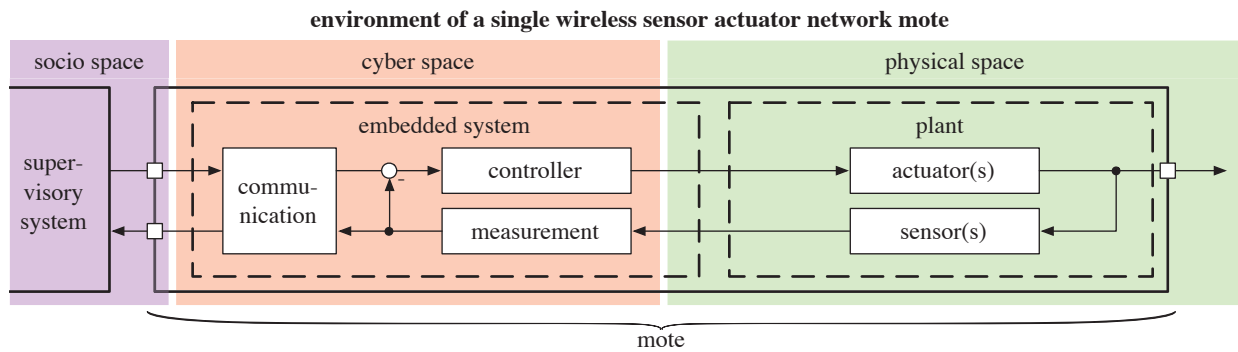 environment of a single wireless sensor actuator network mote
socio space
cyber space
physical space
embedded system
plant
super-
visory
system
commu-
nication
-
controller
actuator(s)
measurement
sensor(s)
mote